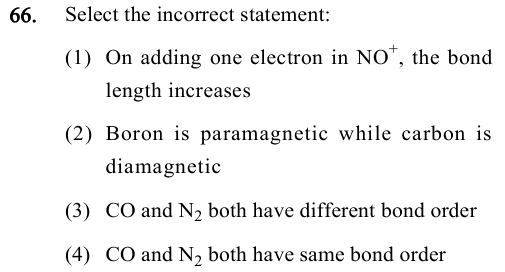 66. Select the incorrect statement:
(1) On adding one electron in NO⁺, the bond
length increases
(2) Boron is paramagnetic while carbon is
diamagnetic
(3) CO and N₂ both have different bond order
(4) CO and N₂ both have same bond order